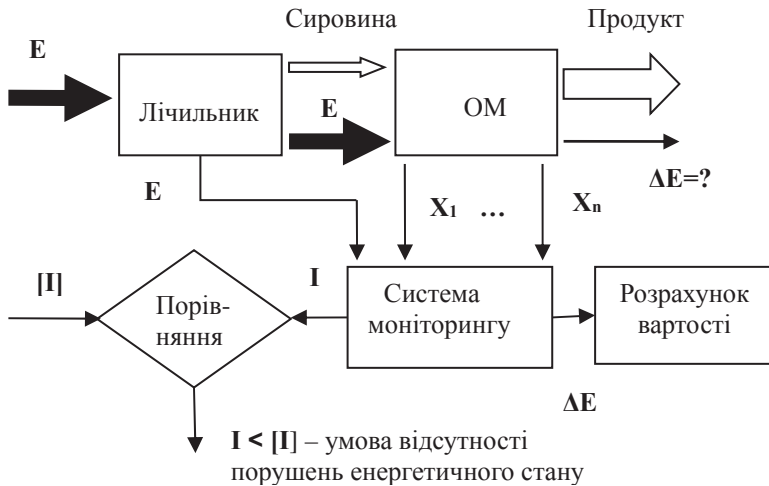 Сировина
Продукт
E
Лічильник
E
ОМ
E
X1 ... Xn
ΔE=?
[I]
Порів-
няння
I
Система
моніторингу
Розрахунок
вартості
ΔE
I < [I] – умова відсутності
порушень енергетичного стану